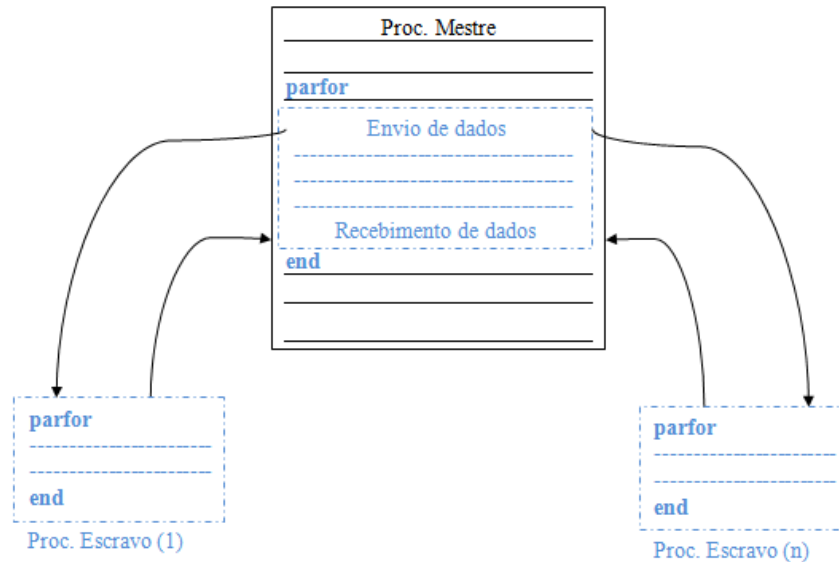 Proc. Mestre
parfor
Envio de dados
Recebimento de dados
end
parfor
end
Proc. Escravo (1)
parfor
end
Proc. Escravo (n)